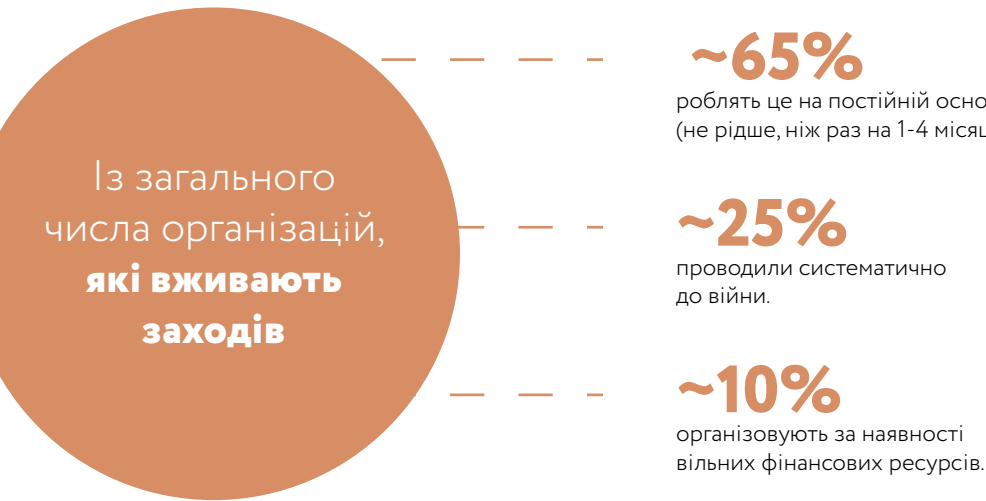 Із загального
числа організацій,
які вживають
заходів
~65%
роблять це на постійній
(не рідше, ніж раз на 1-4
~25%
проводили систематично
до війни.
~10%
організовують за наявності
вільних фінансових ресурсів.